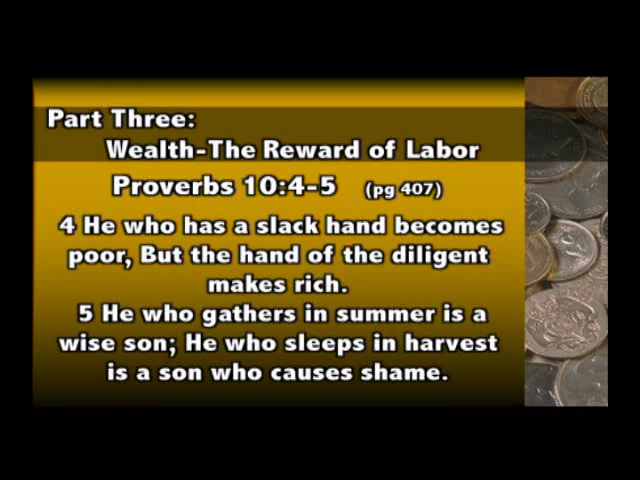 Part Three:
Wealth-The Reward of Labor
Proverbs 10:4-5 (pg 407)
4 He who has a slack hand becomes
poor, But the hand of the diligent
makes rich.
5 He who gathers in summer is a
wise son; He who sleeps in harvest
is a son who causes shame.